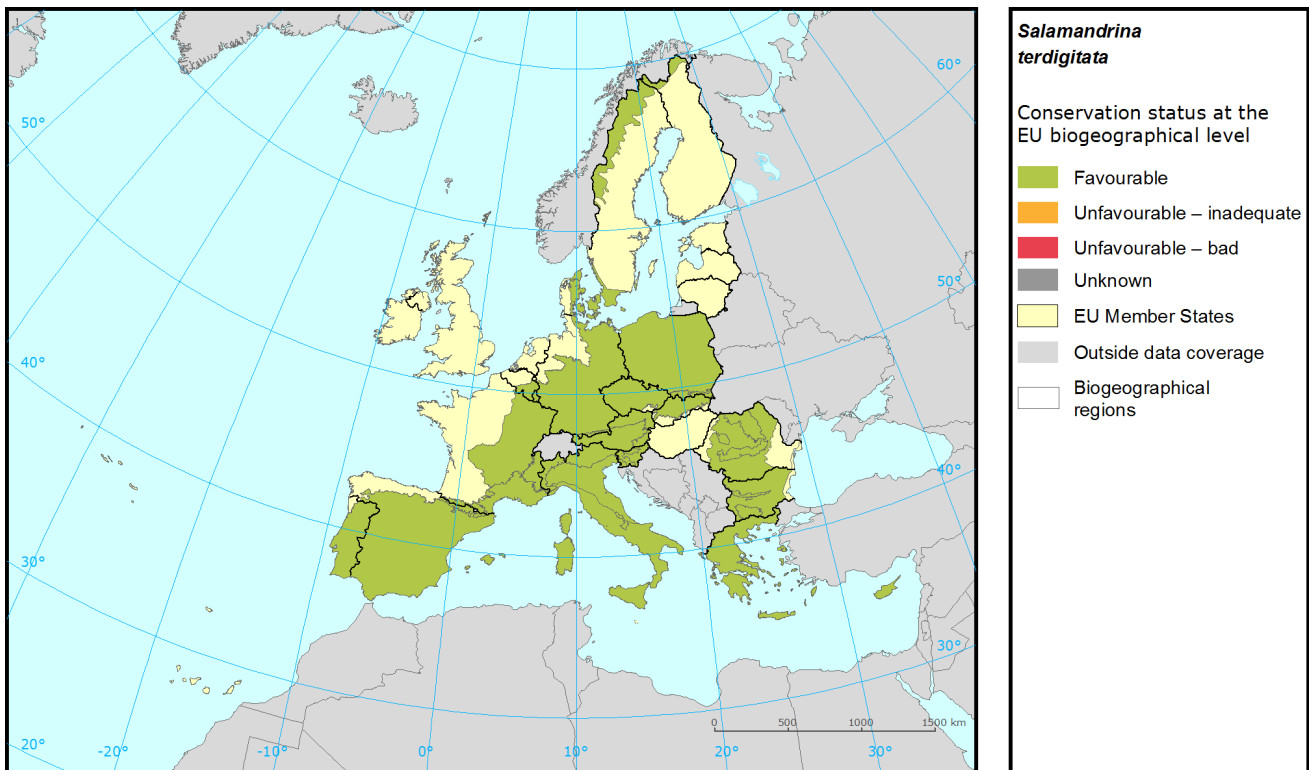 60°
50°
50°
40°
40°
30°
30°
20°
-20°
-10°
0°
10°
20°
30°
0
500
1000
1500 km
Salamandrina
terdigitata
Conservation status at the
EU biogeographical level
Favourable
Unfavourable – inadequate
Unfavourable – bad
Unknown
EU Member States
Outside data coverage
Biogeographical
regions